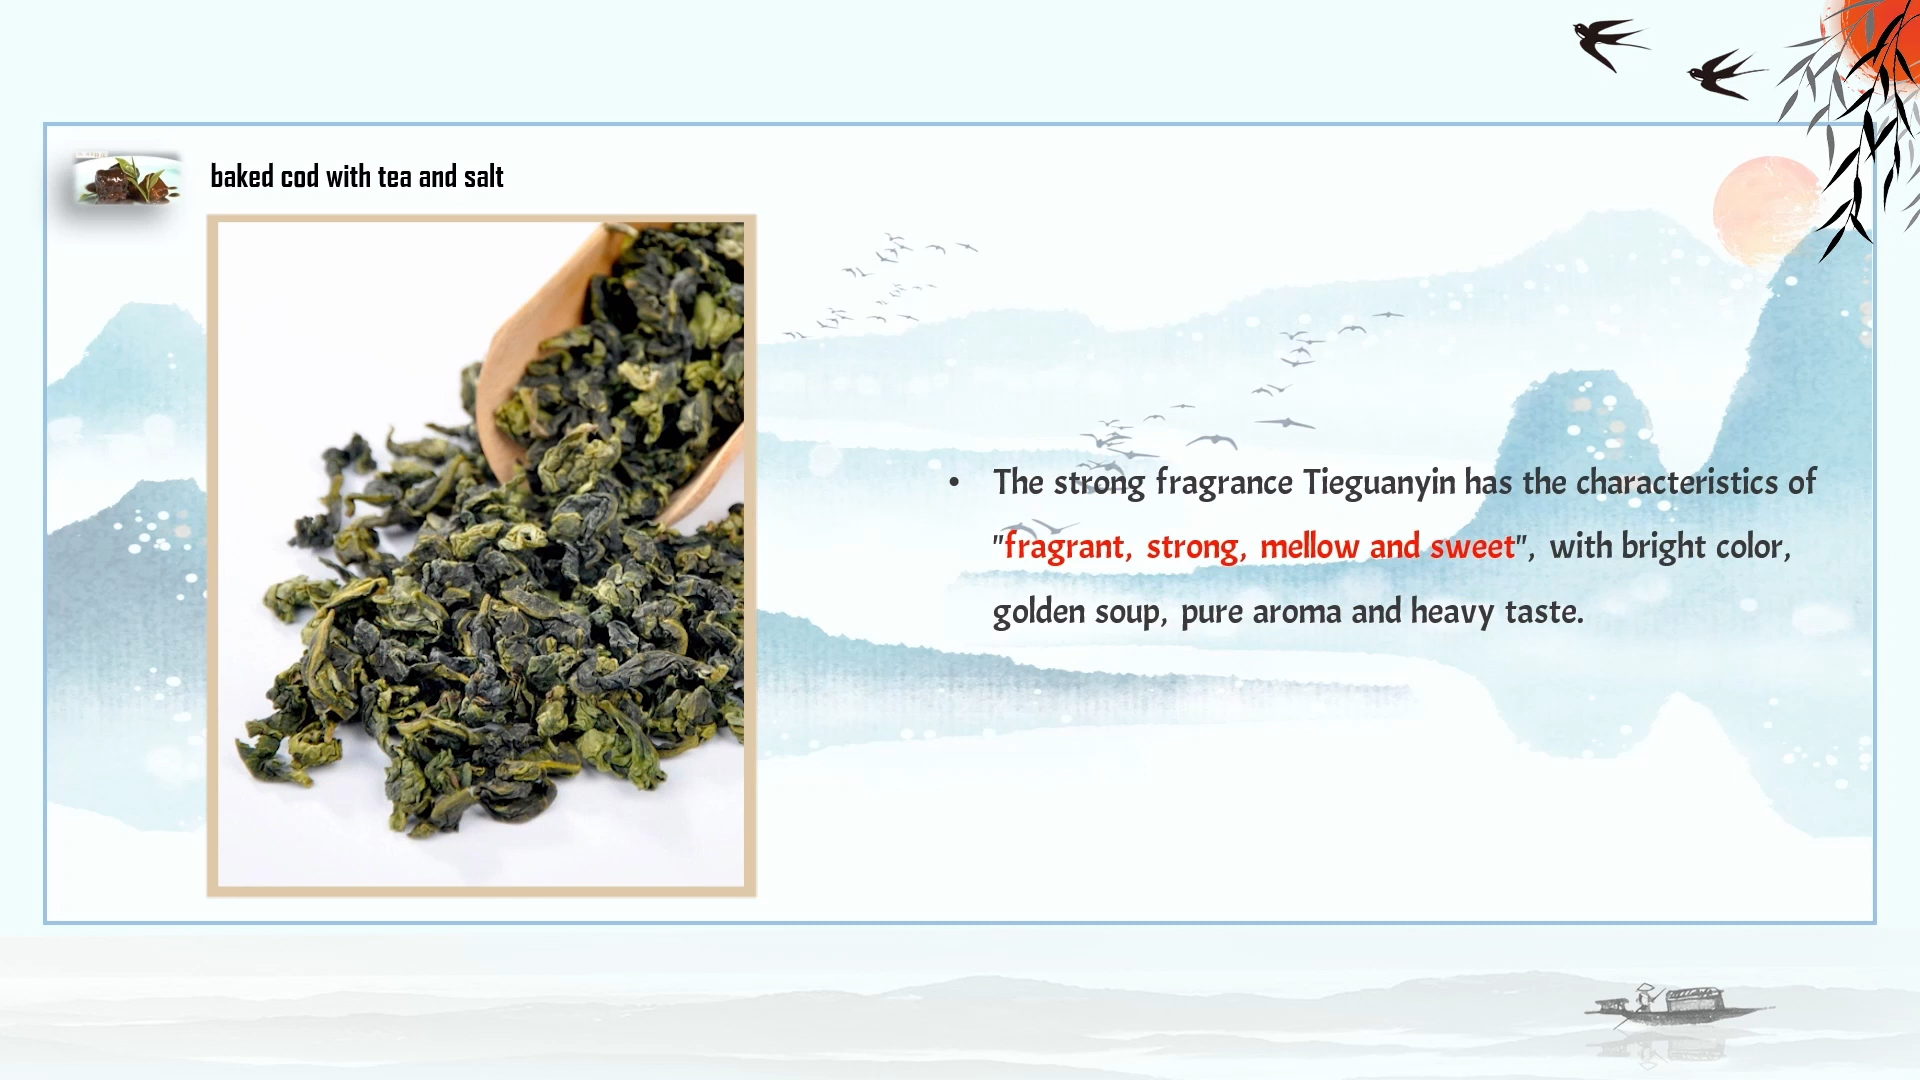 baked cod with tea and salt
• The strong fragrance Tieguanyin has the characteristics of
"fragrant, strong, mellow and sweet", with bright color,
golden soup, pure aroma and heavy taste.